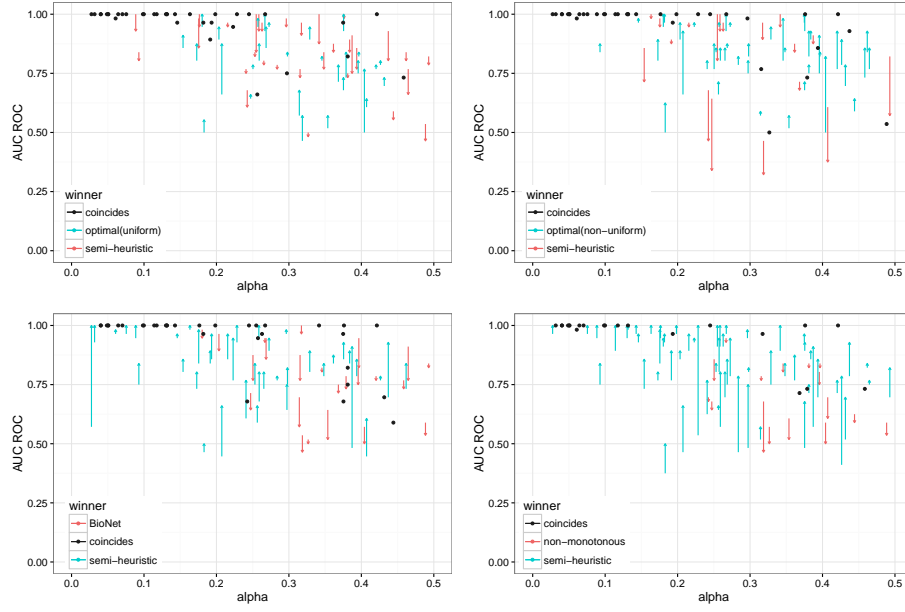 1.00
0.75
0.50
0.25
0.00
AUC ROC
winner
coincides
optimal(uniform)
semi−heuristic
0.0 0.1 0.2 0.3 0.4 0.5
alpha
1.00
0.75
0.50
0.25
0.00
AUC ROC
winner
coincides
optimal(non−uniform)
semi−heuristic
0.0 0.1 0.2 0.3 0.4 0.5
alpha
1.00
0.75
0.50
0.25
0.00
AUC ROC
winner
BioNet
coincides
semi−heuristic
0.0 0.1 0.2 0.3 0.4 0.5
alpha
1.00
0.75
0.50
0.25
0.00
AUC ROC
winner
coincides
non−monotonous
semi−heuristic
0.0 0.1 0.2 0.3 0.4 0.5
alpha